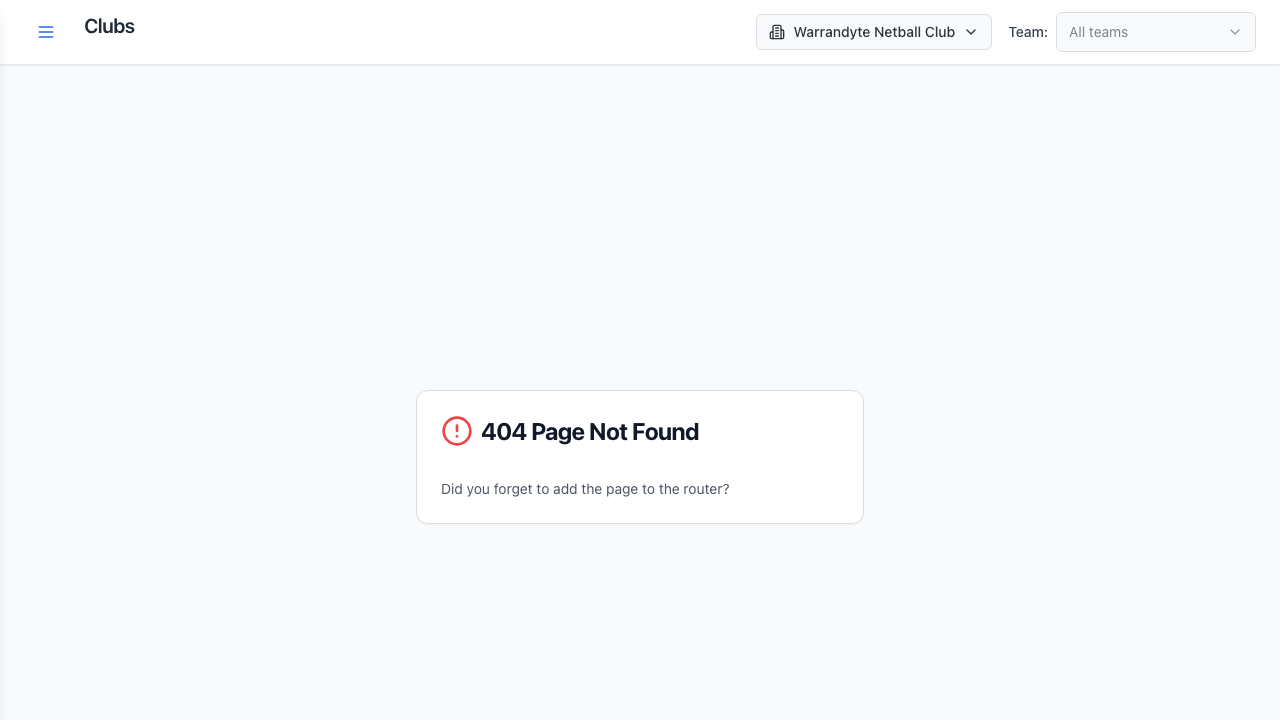 Clubs
Warrandyte Netball Club
Team:
All teams
404 Page Not Found
Did you forget to add the page to the router?